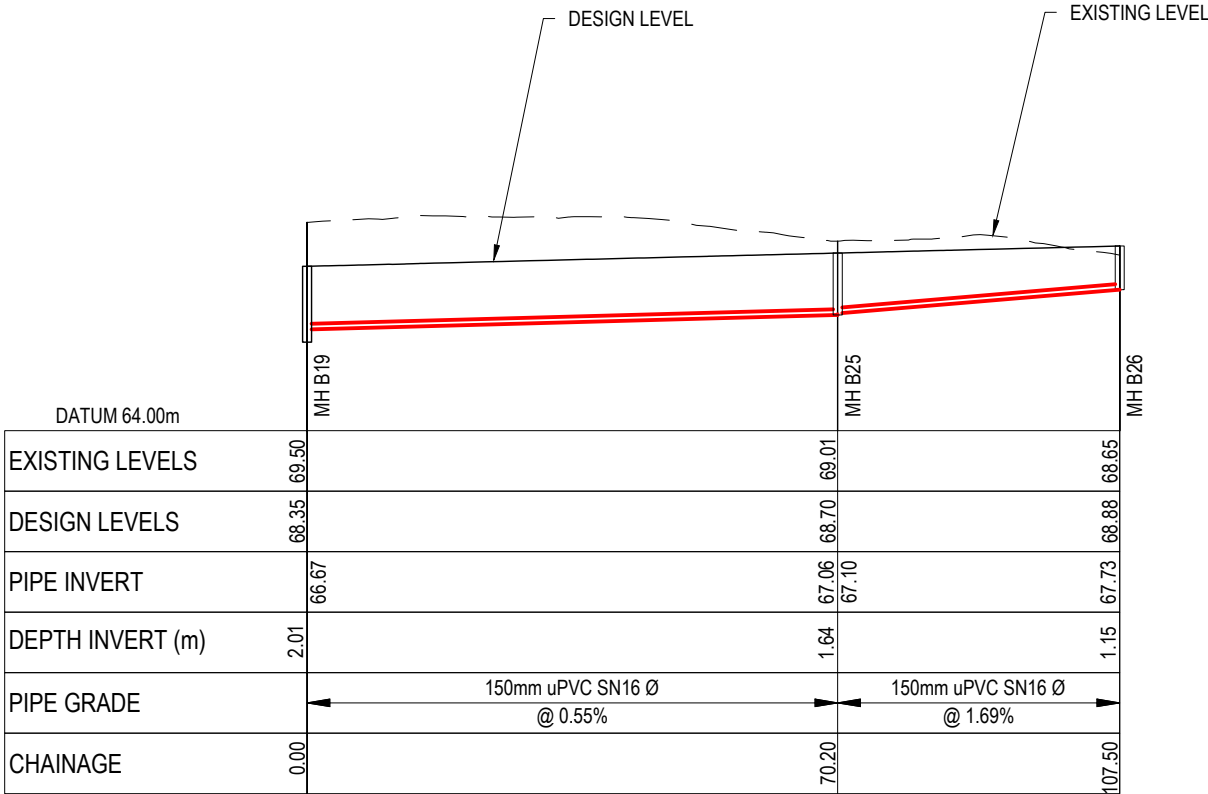 DESIGN LEVEL
EXISTING LEVEL
MH B19
MH B25
MH B26
DATUM 64.00m
EXISTING LEVELS 69.50 69.01 68.65
DESIGN LEVELS 68.35 68.70 68.88
PIPE INVERT 66.67 67.06 67.10 67.73
DEPTH INVERT (m) 2.01 1.64 1.15
PIPE GRADE
150mm uPVC SN16 Ø
@ 0.55%
150mm uPVC SN16 Ø
@ 1.69%
CHAINAGE 0.00 70.20 107.50